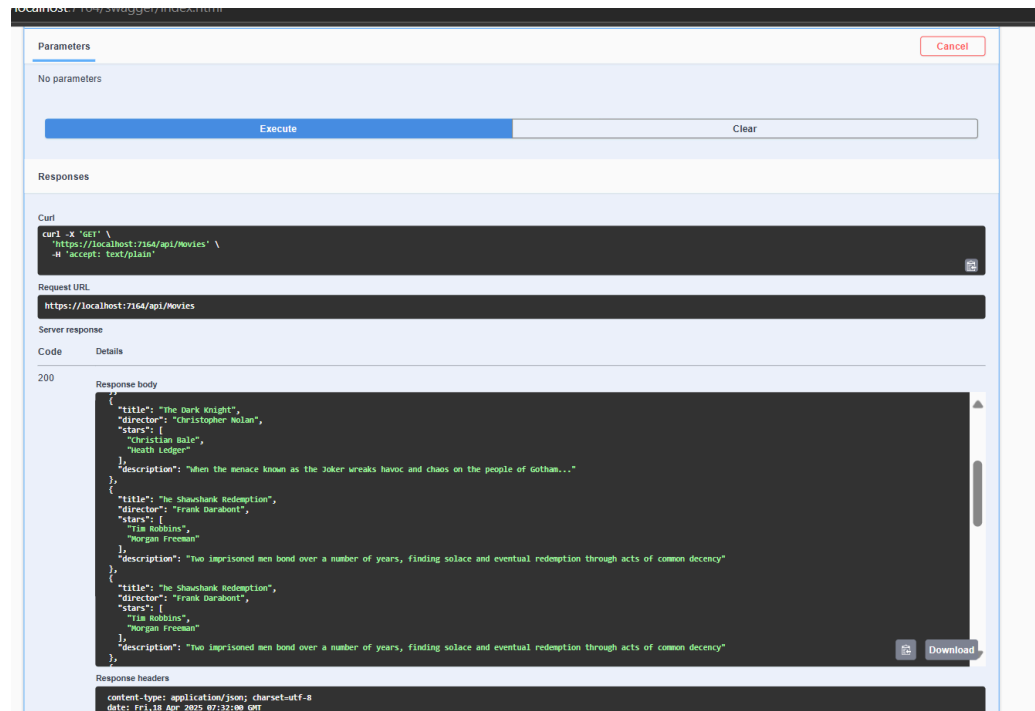 localhost:7164/swagger/index.html
Parameters
Cancel
No parameters
Execute
Clear
Responses
Curl
curl -X 'GET' \
'https://localhost:7164/api/Movies' \
-H 'accept: text/plain'
Request URL
https://localhost:7164/api/Movies
Server response
Code Details
200
Response body
},
{
"title": "The Dark Knight",
"director": "Christopher Nolan",
"stars": [
"Christian Bale",
"Heath Ledger"
],
"description": "When the menace known as the Joker wreaks havoc and chaos on the people of Gotham..."
},
{
"title": "he Shawshank Redemption",
"director": "Frank Darabont",
"stars": [
"Tim Robbins",
"Morgan Freeman"
],
"description": "Two imprisoned men bond over a number of years, finding solace and eventual redemption through acts of common decency"
},
{
"title": "he Shawshank Redemption",
"director": "Frank Darabont",
"stars": [
"Tim Robbins",
"Morgan Freeman"
],
"description": "Two imprisoned men bond over a number of years, finding solace and eventual redemption through acts of common decency"
},
Download
Response headers
content-type: application/json; charset=utf-8
date: Fri,18 Apr 2025 07:32:00 GMT